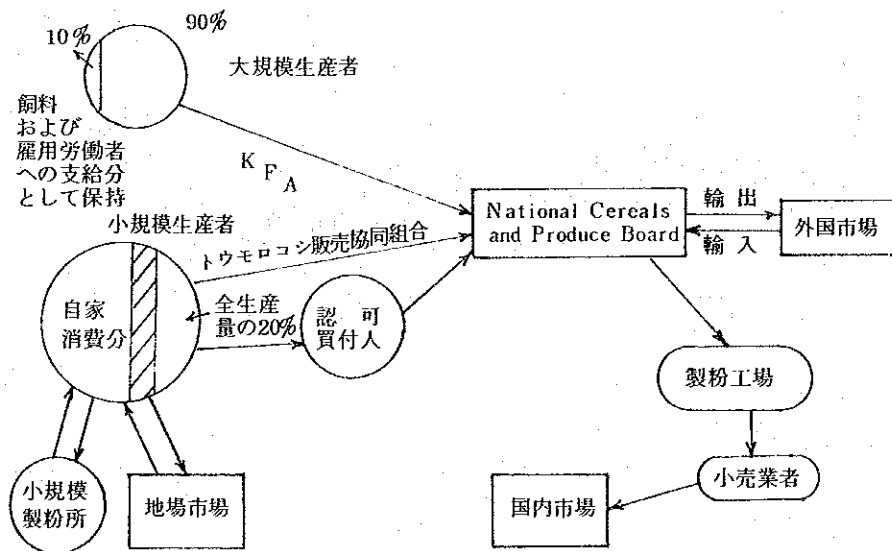 10%
90%
大規模生産者
飼料
および
雇用労働者
への支給分
として保持
KFA
小規模生産者
トウモロコシ販売協同組合
National Cereals
and Produce Board
輸出
輸入
外国市場
自家
消費分
全生産
量の20%
認可
買付人
製粉工場
小売業者
国内市場
小規模
製粉所
地場市場